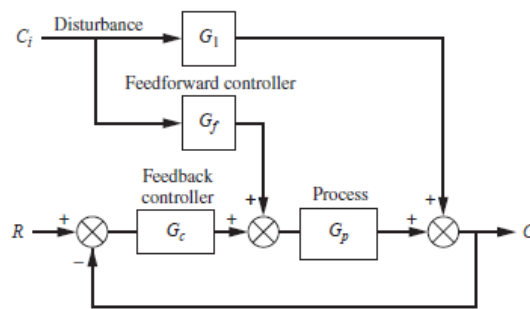 Disturbance
C_i
G_1
Feedforward controller
G_f
Feedback
controller
Process
+
+
R
+
G_c
+
G_p
+
C
−